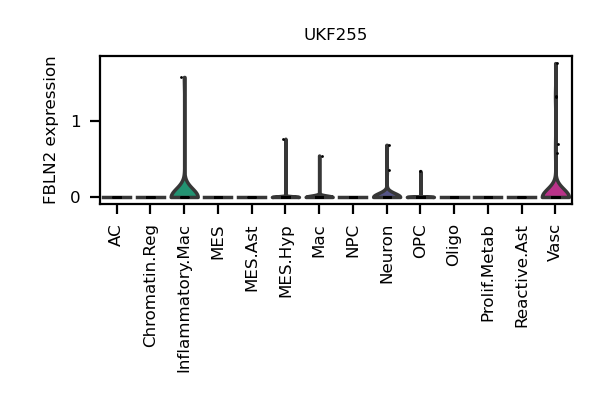 UKF255
FBLN2 expression
1
0
AC
Chromatin.Reg
Inflammatory.Mac
MES
MES.Ast
MES.Hyp
Mac
NPC
Neuron
OPC
Oligo
Prolif.Metab
Reactive.Ast
Vasc